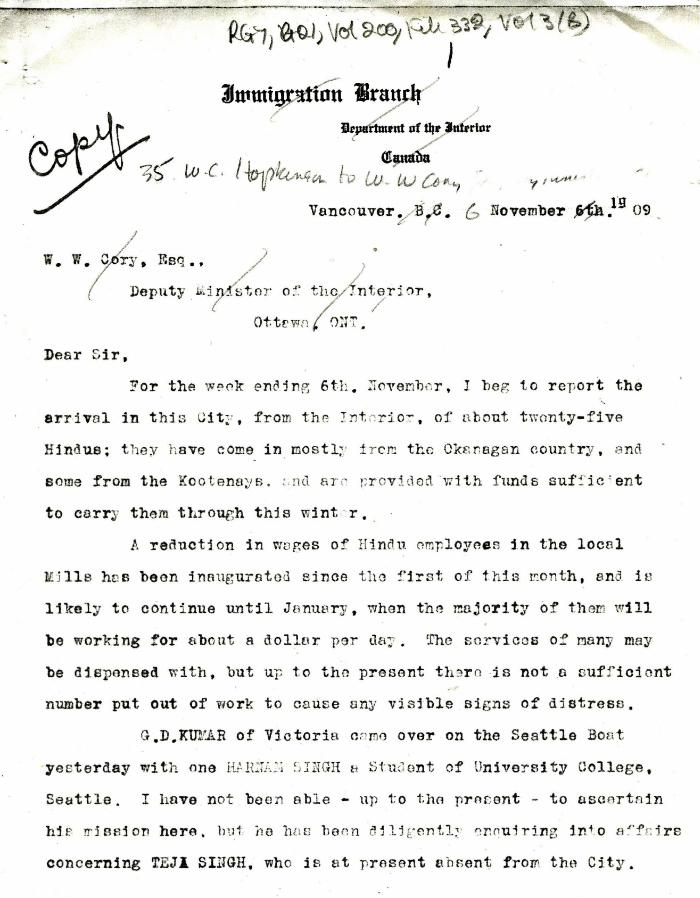 RG7, G21, Vol 200, File 332, Vol 3(B)
1
Immigration Branch
Department of the Interior
Canada
Copy
35. W.C. Hopkinson to W. W Cory
Vancouver. B.C. 6 November 6th. 19 09.
W. W. Cory, Esq..,
Deputy Minister of the Interior,
Ottawa, ONT.
Dear Sir,
For the week ending 6th. November, I beg to report the
arrival in this City, from the Interior, of about twenty-five
Hindus; they have come in mostly from the Okanagan country, and
some from the Kootenays. and are provided with funds sufficient
to carry them through this winter.
A reduction in wages of Hindu employees in the local
Mills has been inaugurated since the first of this month, and is
likely to continue until January, when the majority of them will
be working for about a dollar per day. The services of many may
be dispensed with, but up to the present there is not a sufficient
number put out of work to cause any visible signs of distress.
G.D.KUMAR of Victoria came over on the Seattle Boat
yesterday with one HARNAM SINGH a Student of University College,
Seattle. I have not been able - up to the present - to ascertain
his mission here, but he has been diligently enquiring into affairs
concerning TEJA SINGH, who is at present absent from the City.